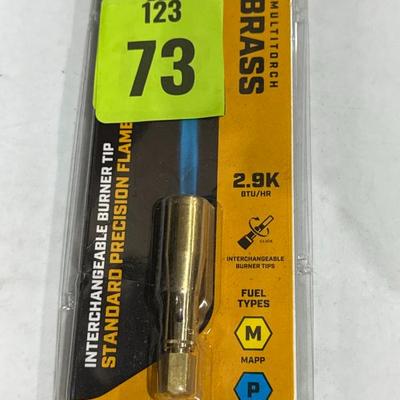 123
73
MULTITORCH
BRASS
INTERCHANGEABLE BURNER TIP
STANDARD PRECISION FLAME
2.9K
BTU/HR
CLICK
INTERCHANGEABLE
BURNER TIPS
FUEL
TYPES
M
MAPP
P